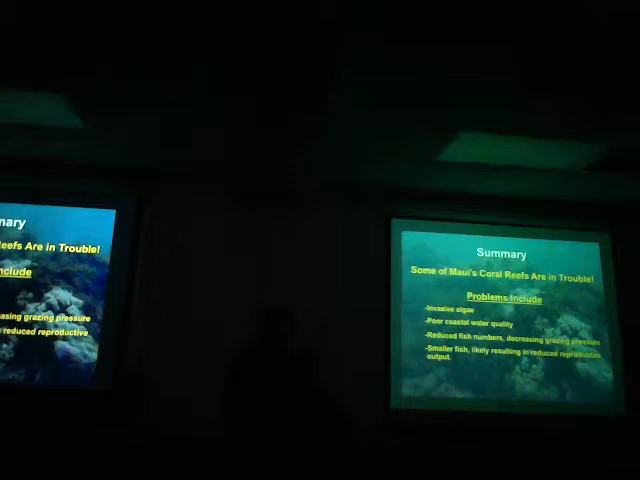 mary
Reefs Are in Trouble!
nclude
asing grazing pressure
reduced reproductive
Summary
Some of Maui's Coral Reefs Are in Trouble!
Problems Include
-Invasive algae
-Poor coastal water quality
-Reduced fish numbers, decreasing grazing pressure
-Smaller fish, likely resulting in reduced reproductive
output.